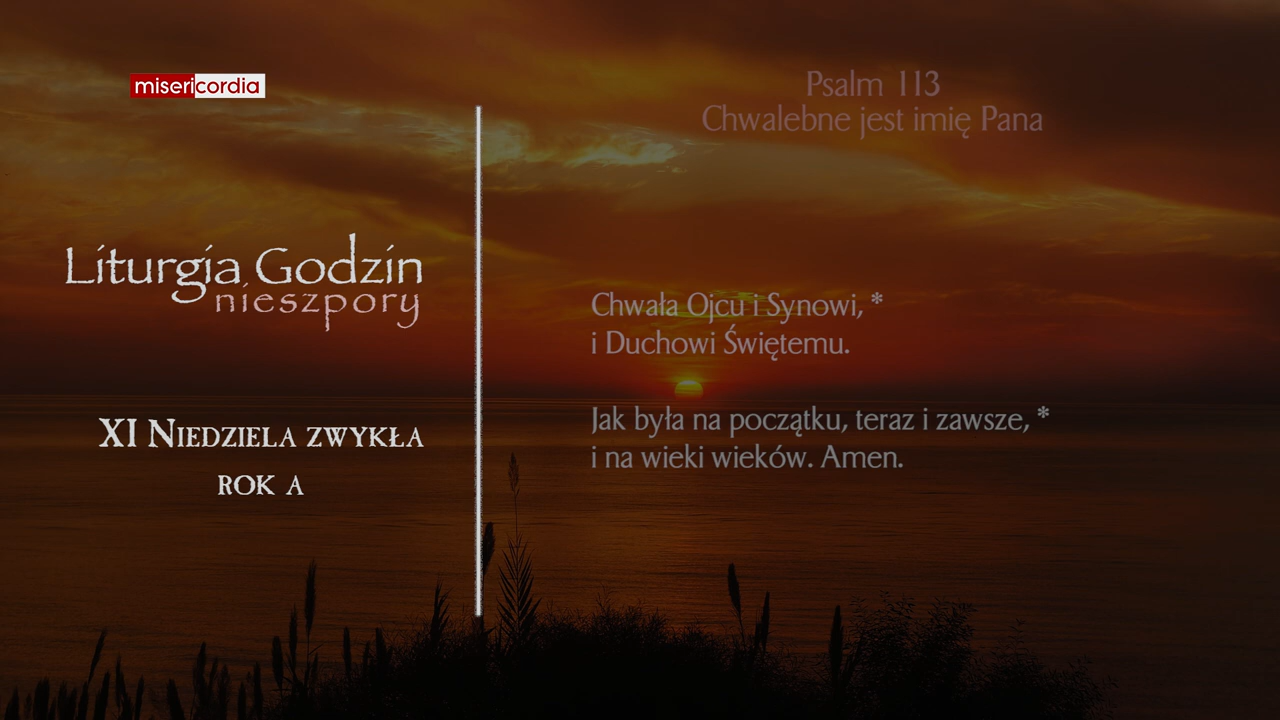 misericordia
Liturgia Godzin
nieszpory
XI Niedziela zwykła
rok a
Psalm 113
Chwalebne jest imię Pana
Chwała Ojcu i Synowi, *
i Duchowi Świętemu.
Jak była na początku, teraz i zawsze, *
i na wieki wieków. Amen.